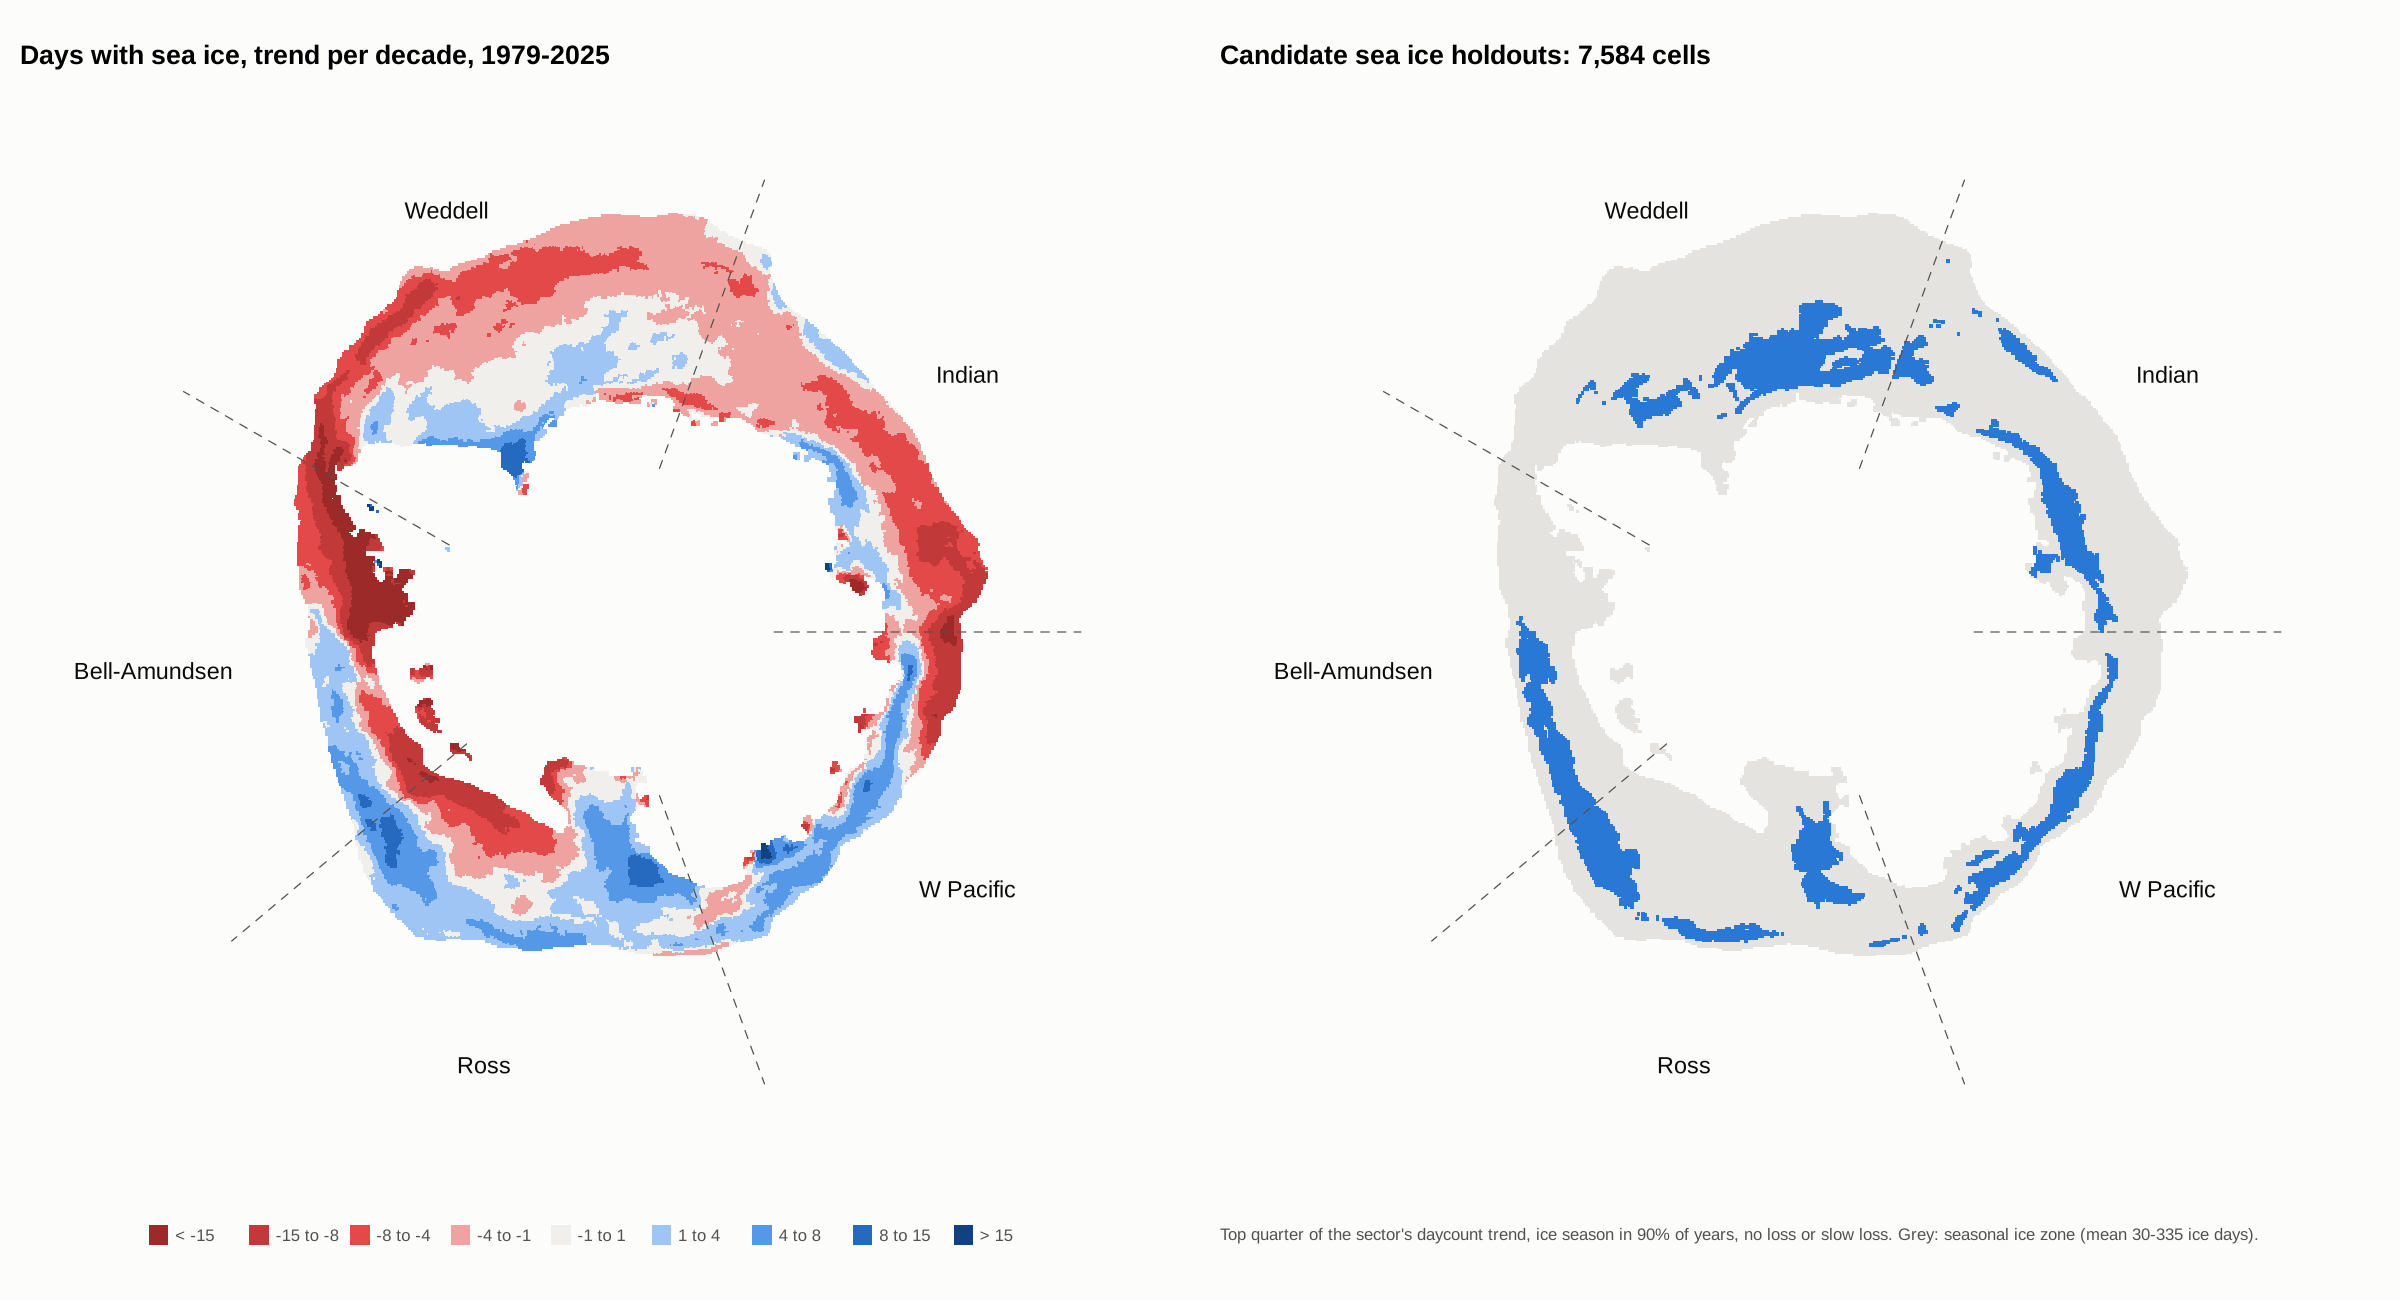 Days with sea ice, trend per decade, 1979-2025
Weddell
Indian
Bell-Amundsen
W Pacific
Ross
< -15
-15 to -8
-8 to -4
-4 to -1
-1 to 1
1 to 4
4 to 8
8 to 15
> 15
Candidate sea ice holdouts: 7,584 cells
Weddell
Indian
Bell-Amundsen
W Pacific
Ross
Top quarter of the sector's daycount trend, ice season in 90% of years, no loss or slow loss. Grey: seasonal ice zone (mean 30-335 ice days).